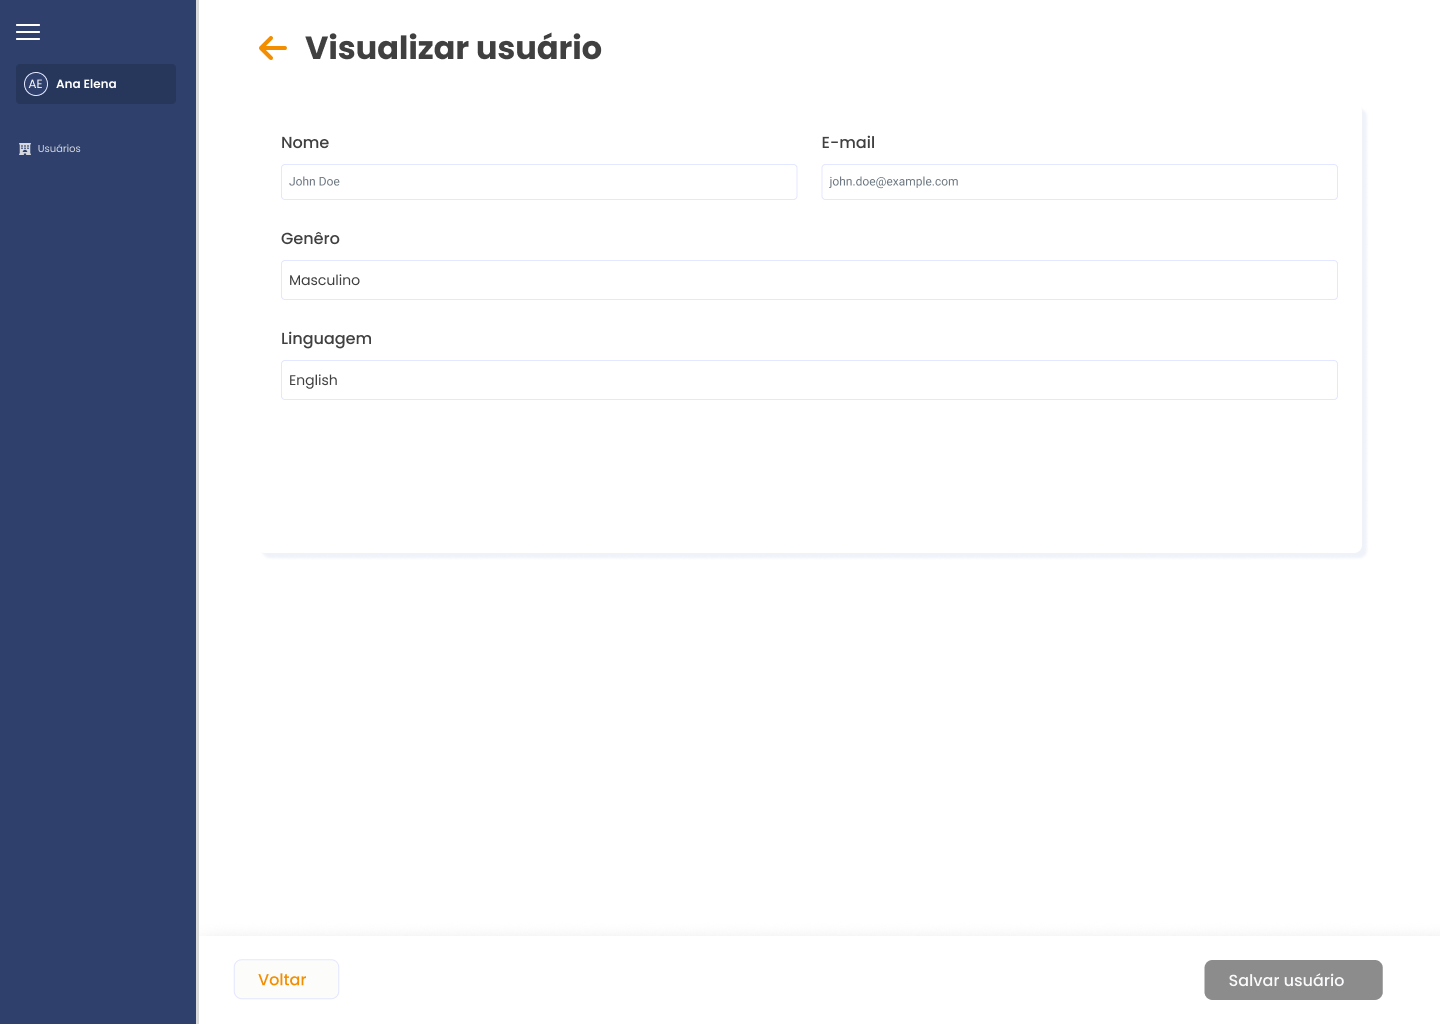 AE Ana Elena
Usuários
Visualizar usuário
Nome
John Doe
E-mail
john.doe@example.com
Genêro
Masculino
Linguagem
English
Voltar
Salvar usuário